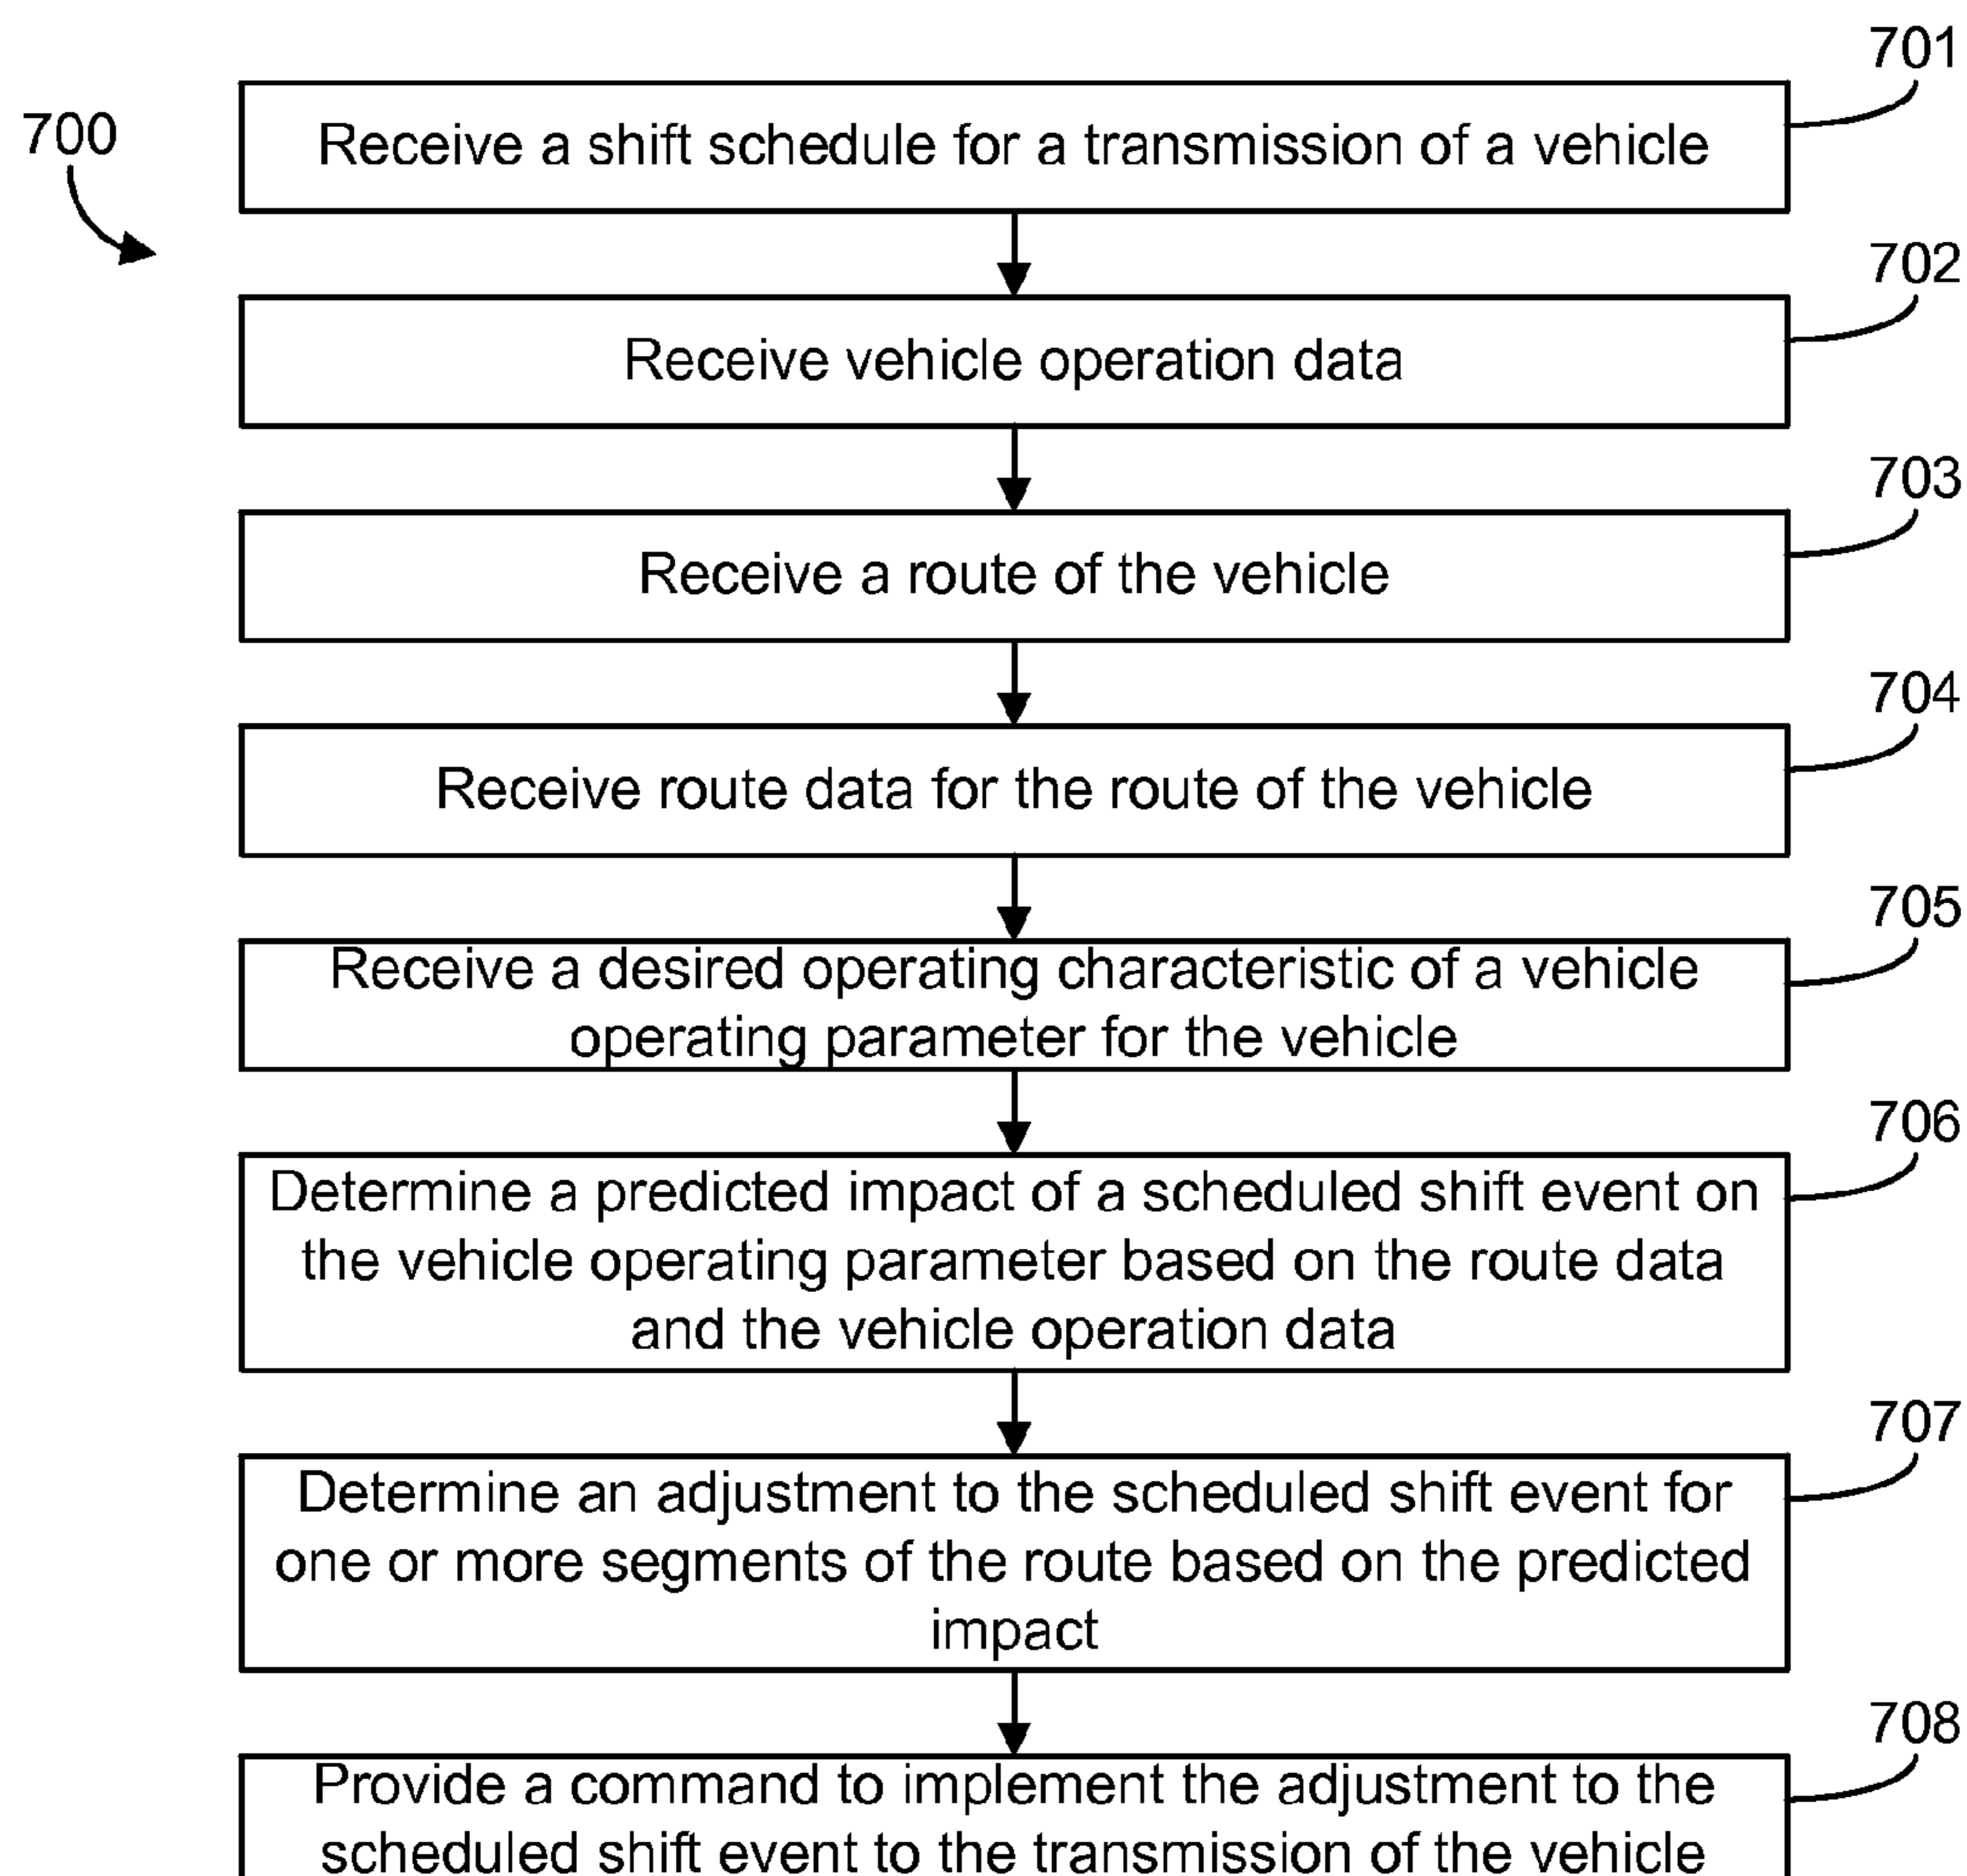 701
700
Receive a shift schedule for a transmission of a vehicle
702
Receive vehicle operation data
703
Receive a route of the vehicle
704
Receive route data for the route of the vehicle
705
Receive a desired operating characteristic of a vehicle
operating parameter for the vehicle
706
Determine a predicted impact of a scheduled shift event on
the vehicle operating parameter based on the route data
and the vehicle operation data
707
Determine an adjustment to the scheduled shift event for
one or more segments of the route based on the predicted
impact
708
Provide a command to implement the adjustment to the
scheduled shift event to the transmission of the vehicle